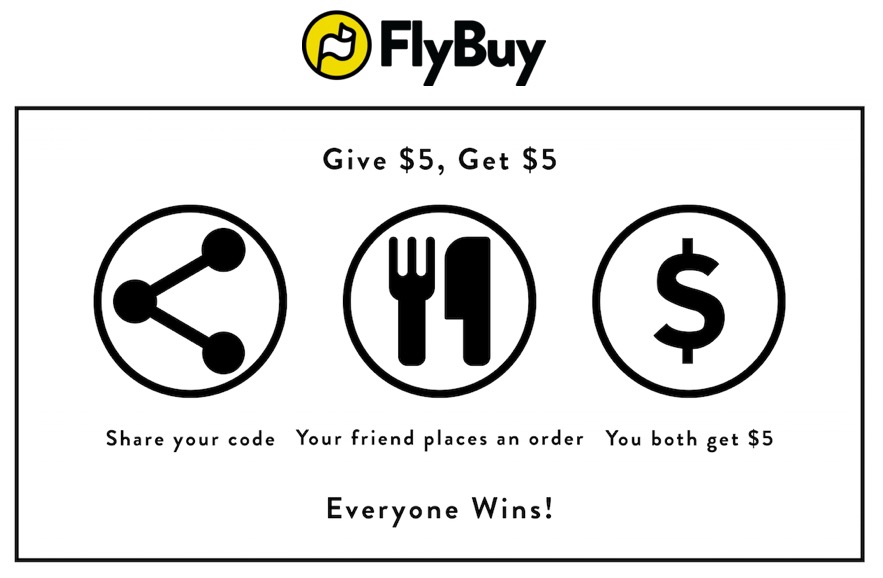 FlyBuy
Give $5, Get $5
$
Share your code
Your friend places an order
You both get $5
Everyone Wins!